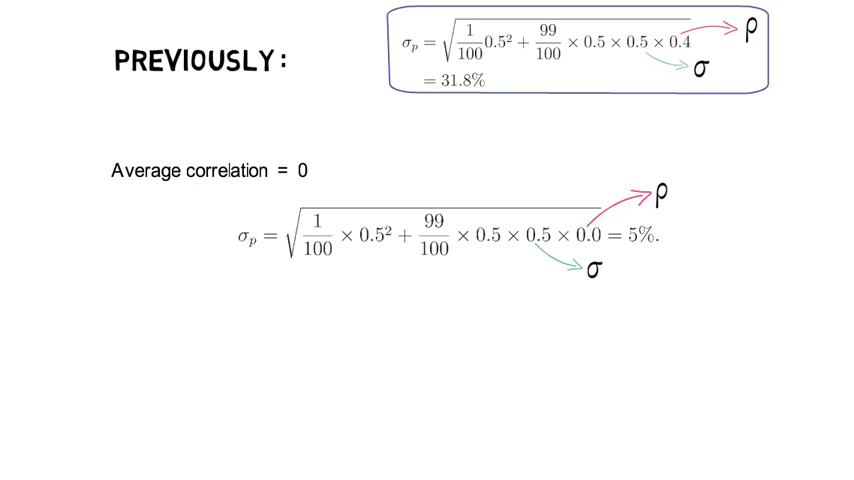 PREVIOUSLY:
σp = √(1/100 0.5² + 99/100 × 0.5 × 0.5 × 0.4
ρ
σ
= 31.8%
Average correlation = 0
σp = √(1/100 × 0.5² + 99/100 × 0.5 × 0.5 × 0.0) = 5%.
ρ
σ